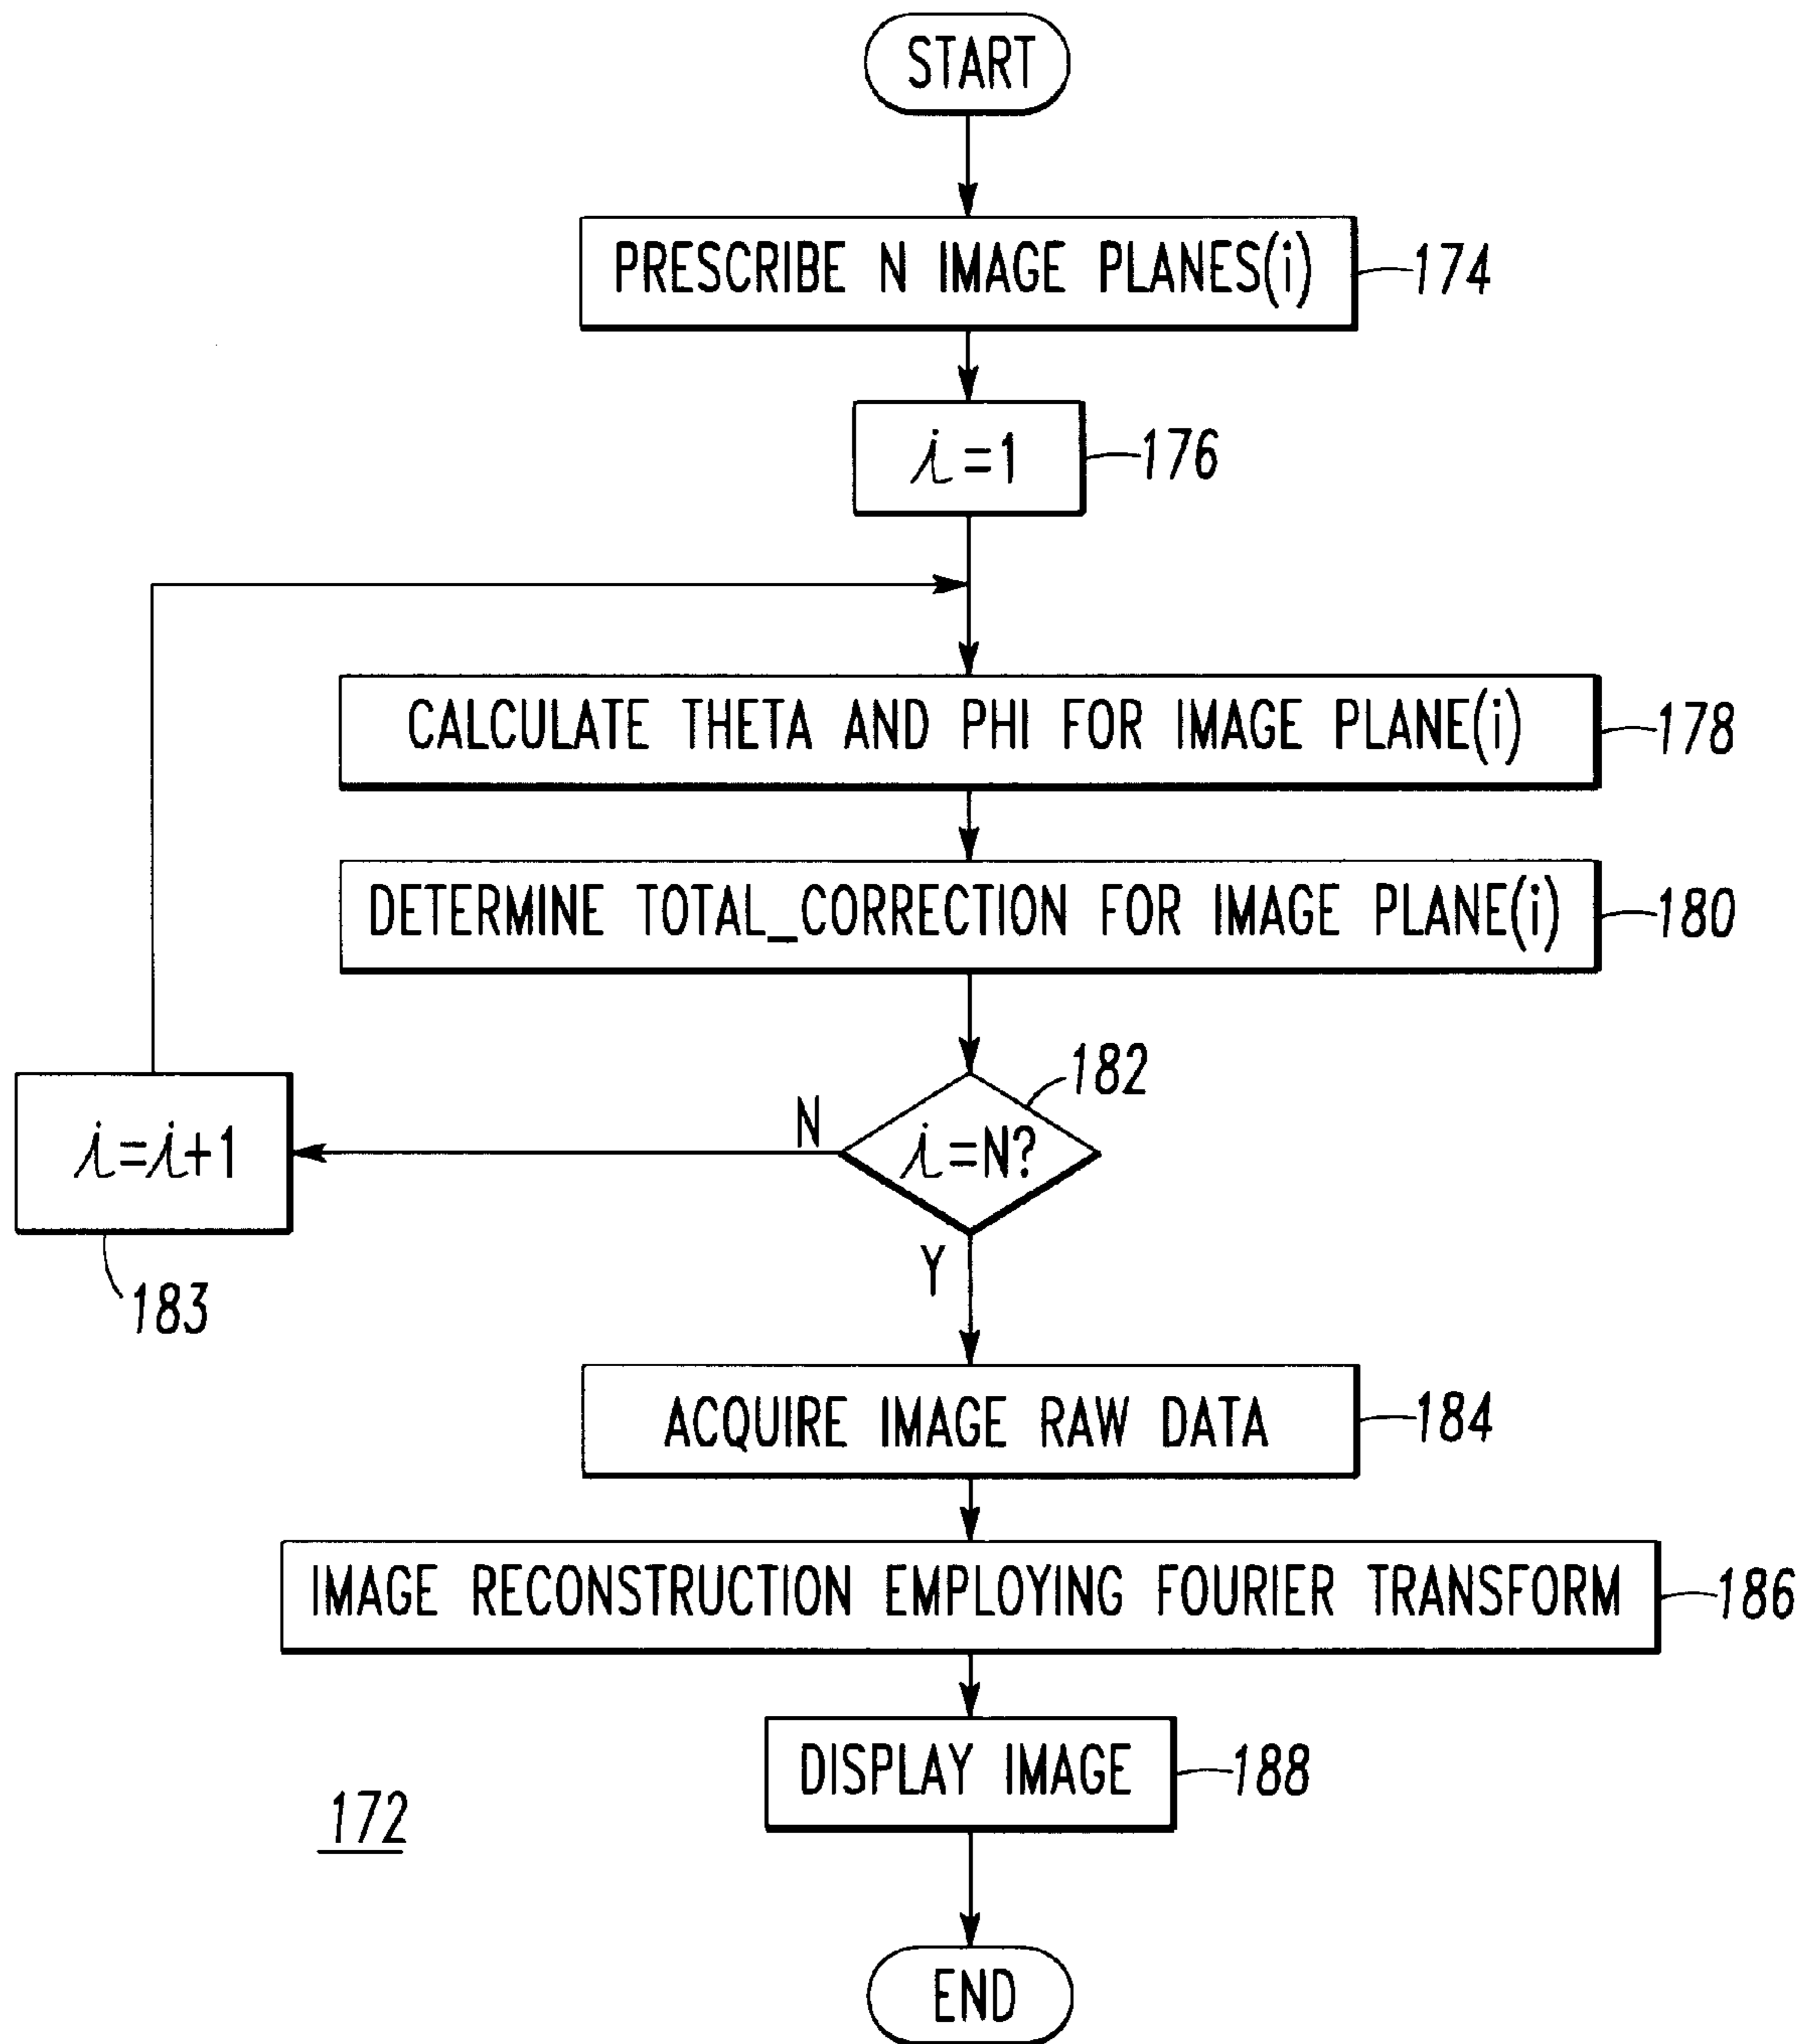 START
PRESCRIBE N IMAGE PLANES(i)
174
i=1
176
CALCULATE THETA AND PHI FOR IMAGE PLANE(i)
178
DETERMINE TOTAL_CORRECTION FOR IMAGE PLANE(i)
180
182
N
i=N?
i=i+1
183
Y
ACQUIRE IMAGE RAW DATA
184
IMAGE RECONSTRUCTION EMPLOYING FOURIER TRANSFORM
186
DISPLAY IMAGE
188
172
END